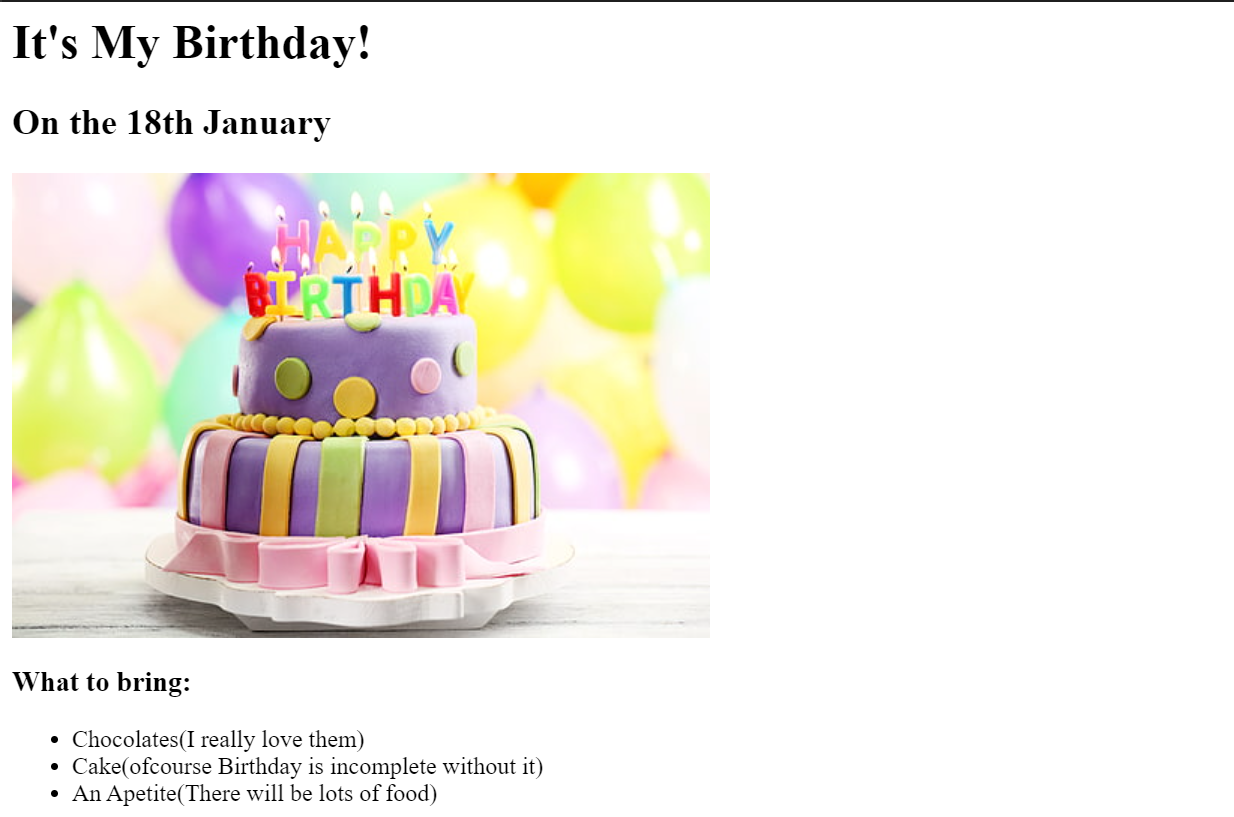 It's My Birthday!
On the 18th January
HAPPY
BIRTHDAY
What to bring:
Chocolates(I really love them)
Cake(ofcourse Birthday is incomplete without it)
An Apetite(There will be lots of food)